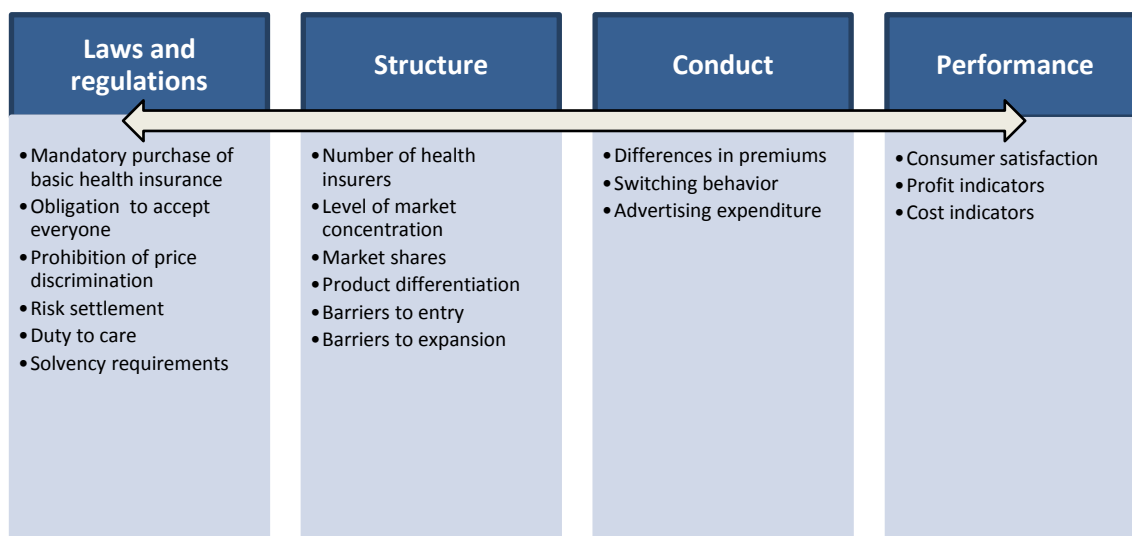 Laws and
regulations
• Mandatory purchase of
basic health insurance
• Obligation  to accept
everyone
• Prohibition of price
discrimination
• Risk settlement
• Duty to care
• Solvency requirements
Structure
• Number of health
insurers
• Level of market
concentration
• Market shares
• Product differentiation
• Barriers to entry
• Barriers to expansion
Conduct
• Differences in premiums
• Switching behavior
• Advertising expenditure
Performance
• Consumer satisfaction
• Profit indicators
• Cost indicators